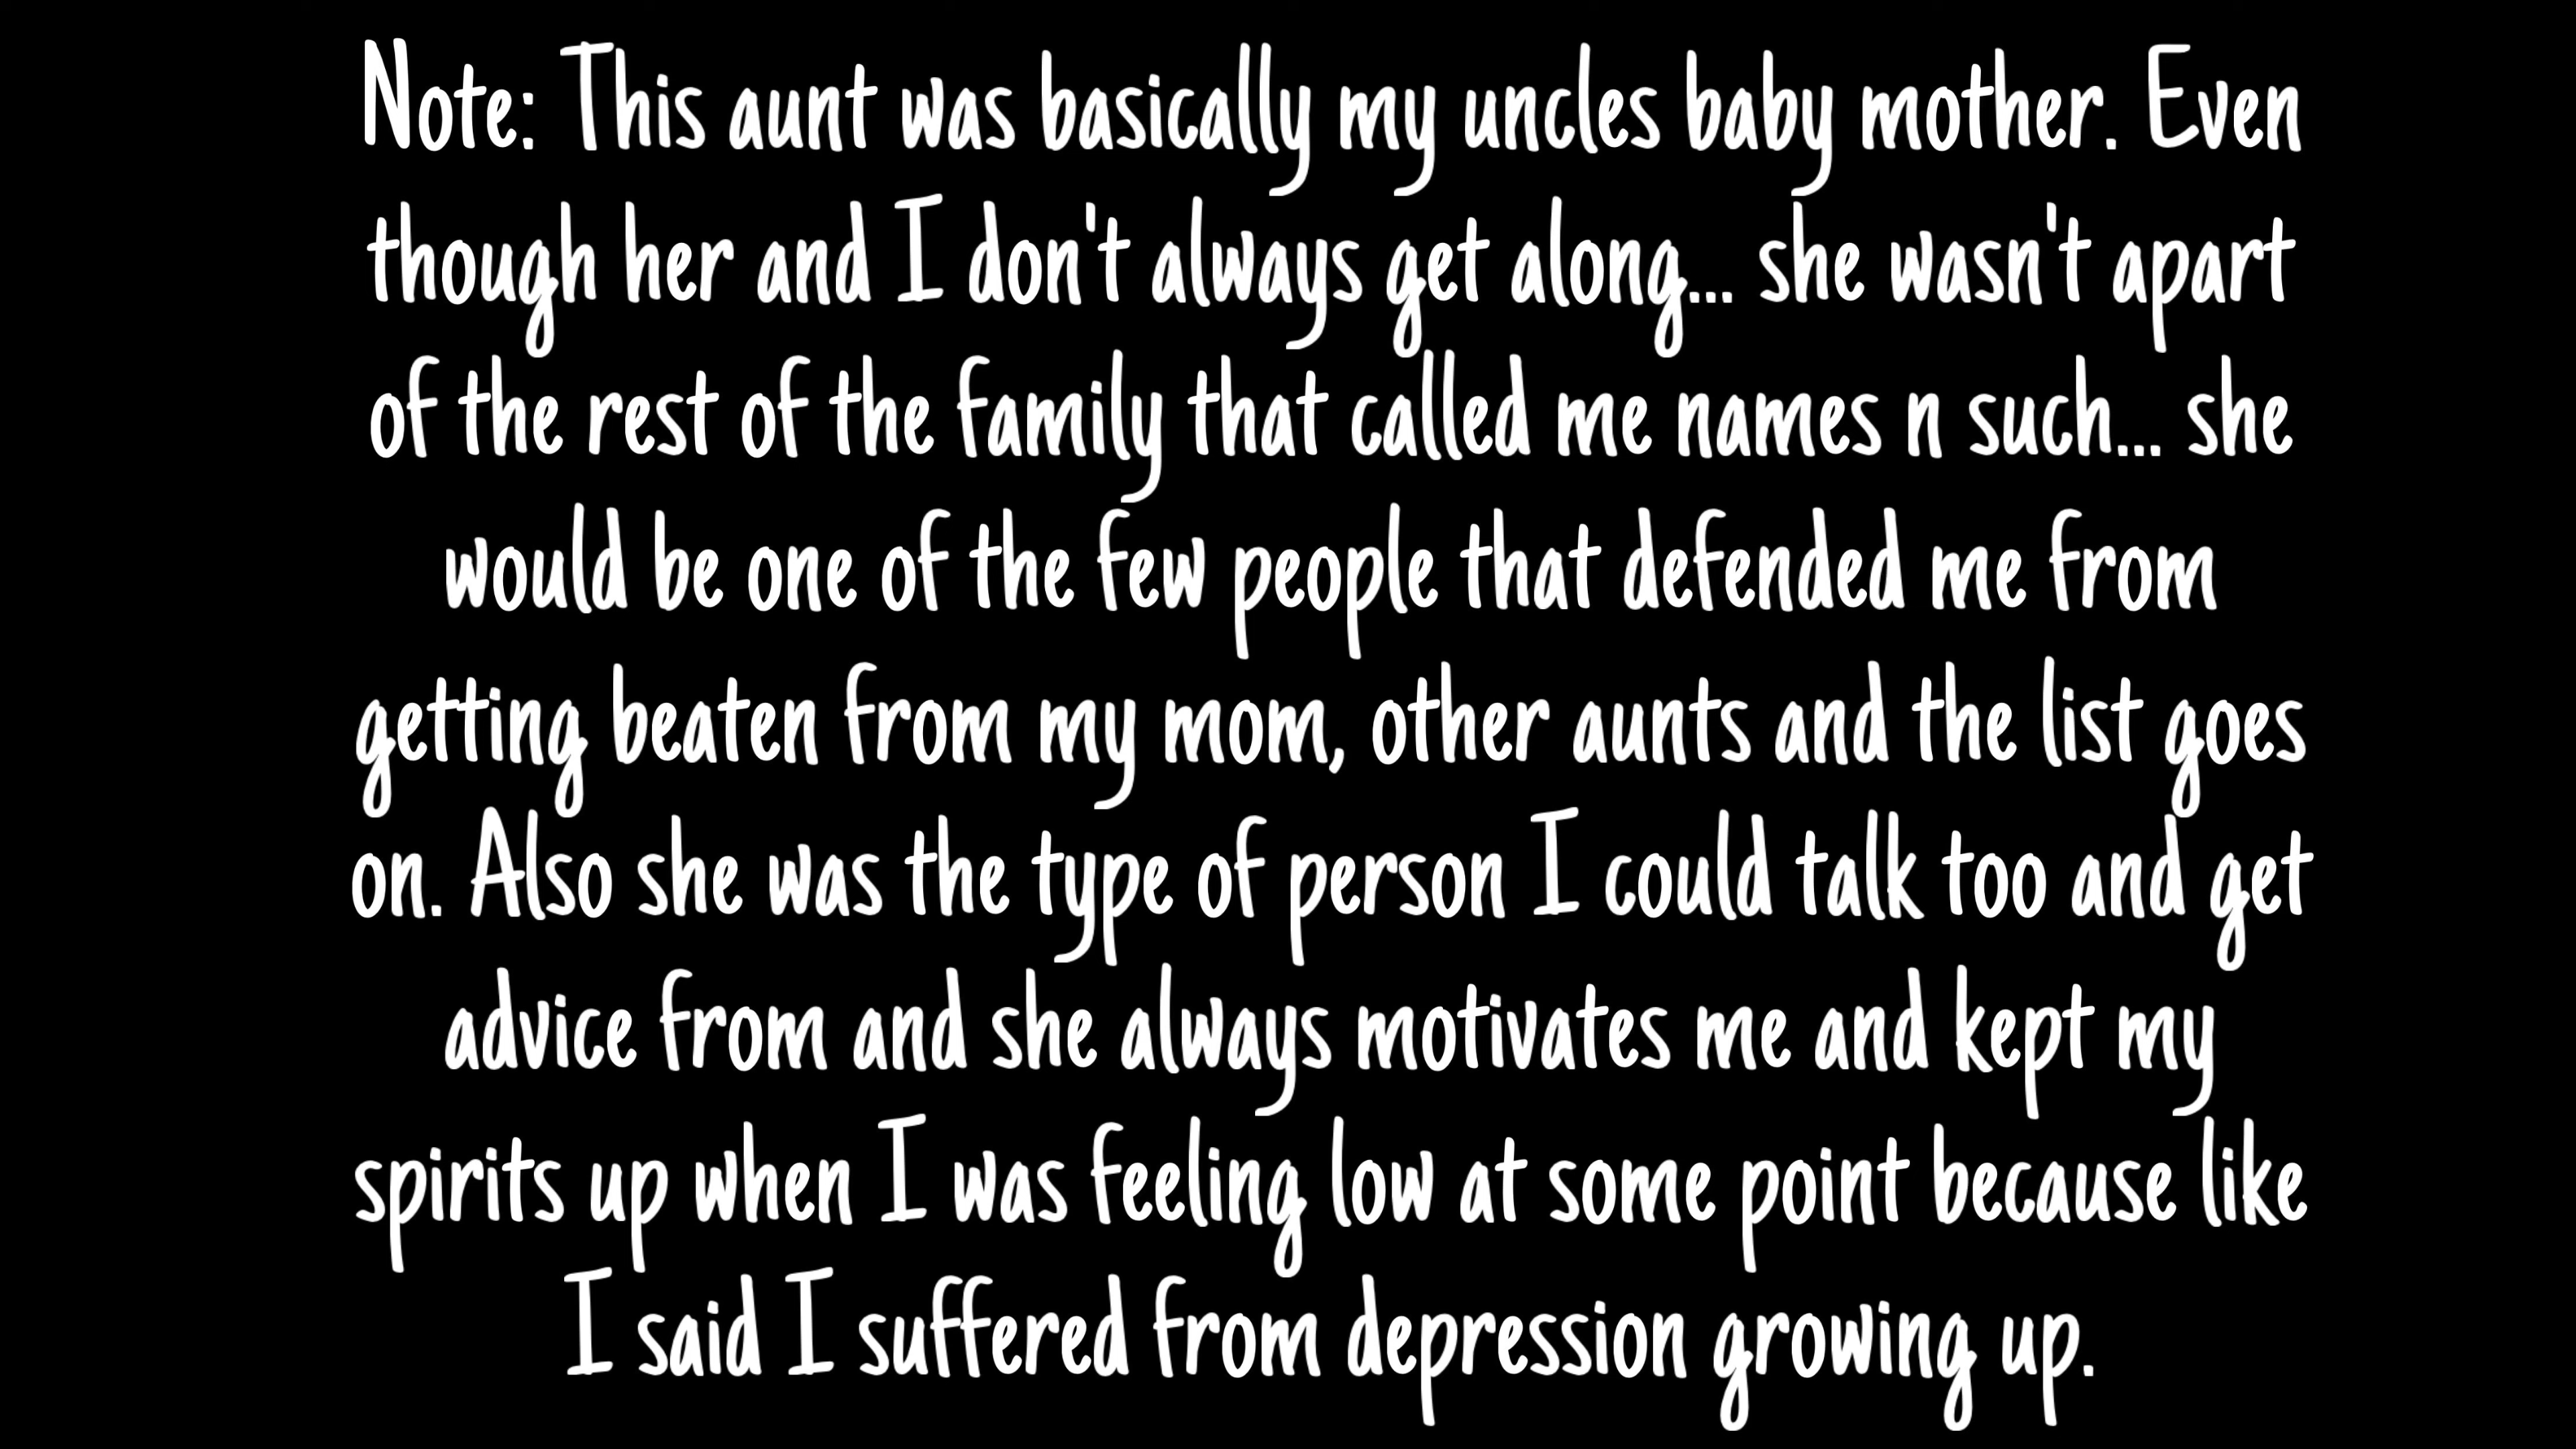 Note: This aunt was basically my uncles baby mother. Even
though her and I don't always get along... she wasn't apart
of the rest of the family that called me names n such... she
would be one of the few people that defended me from
getting beaten from my mom, other aunts and the list goes
on. Also she was the type of person I could talk too and get
advice from and she always motivates me and kept my
spirits up when I was feeling low at some point because like
I said I suffered from depression growing up.